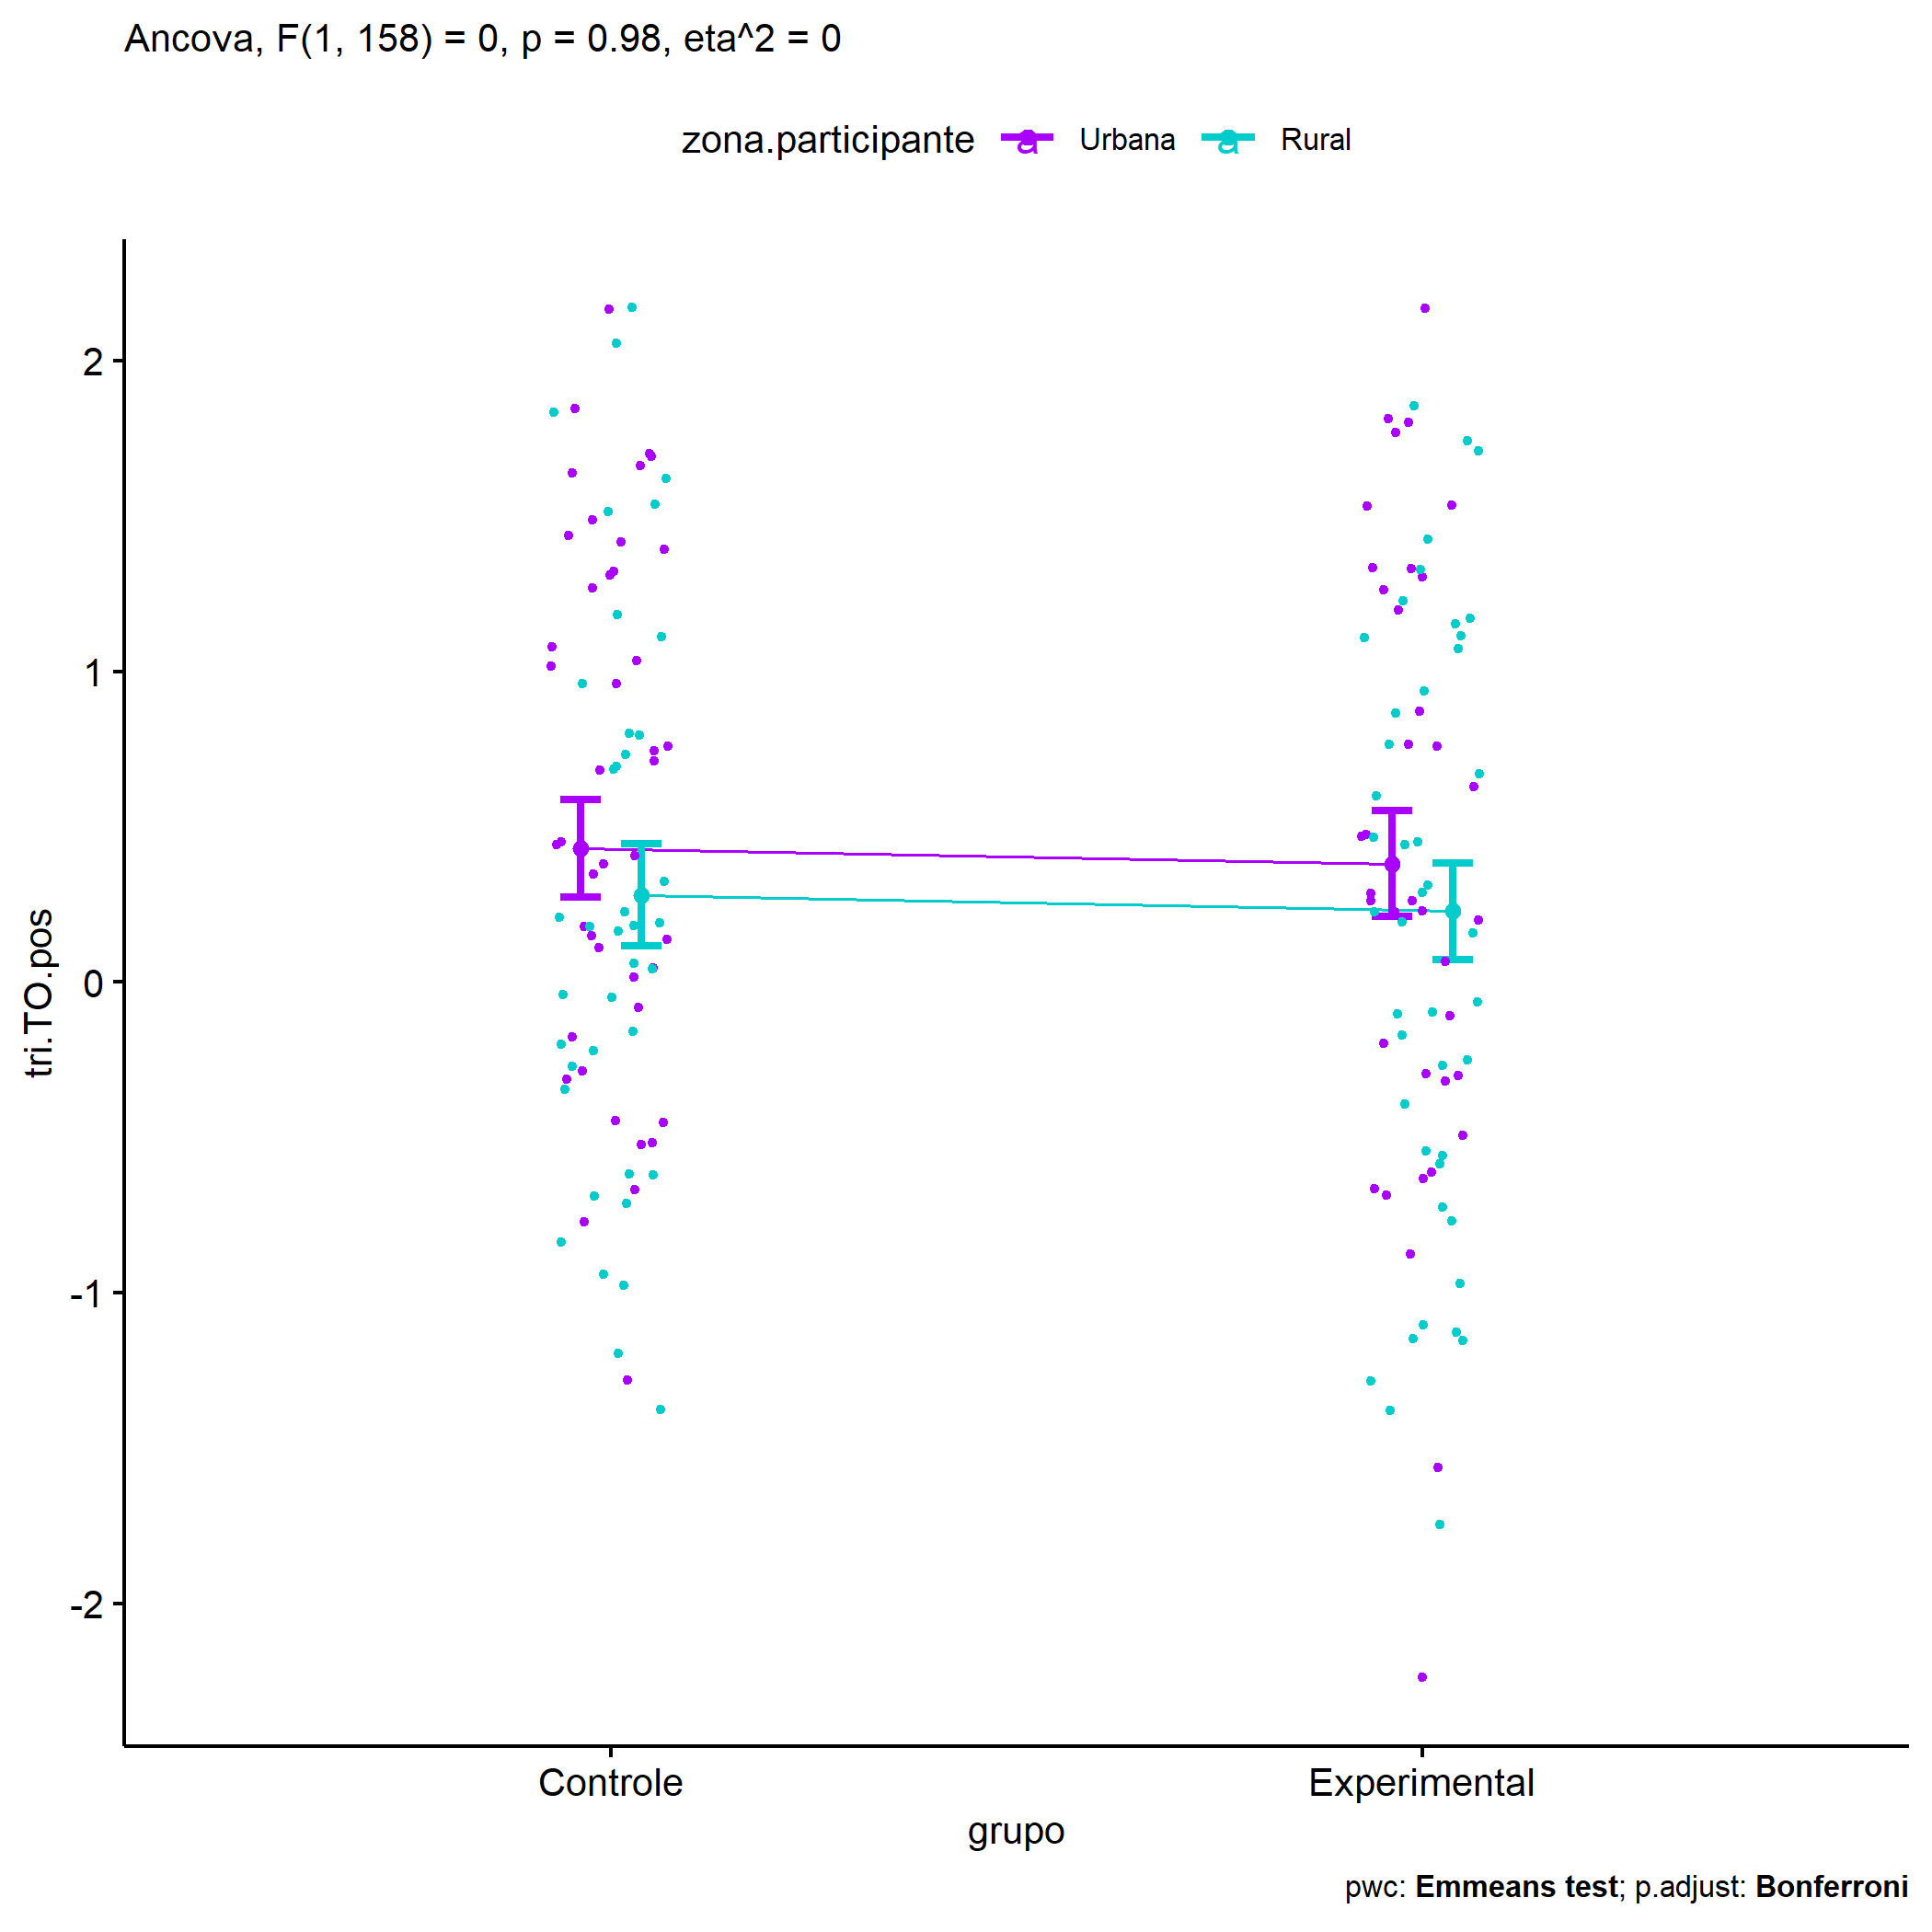 Ancova, F(1, 158) = 0, p = 0.98, eta^2 = 0
zona.participante a Urbana a Rural
2
1
0
-1
-2
tri.TO.pos
Controle Experimental
grupo
pwc: Emmeans test; p.adjust: Bonferroni